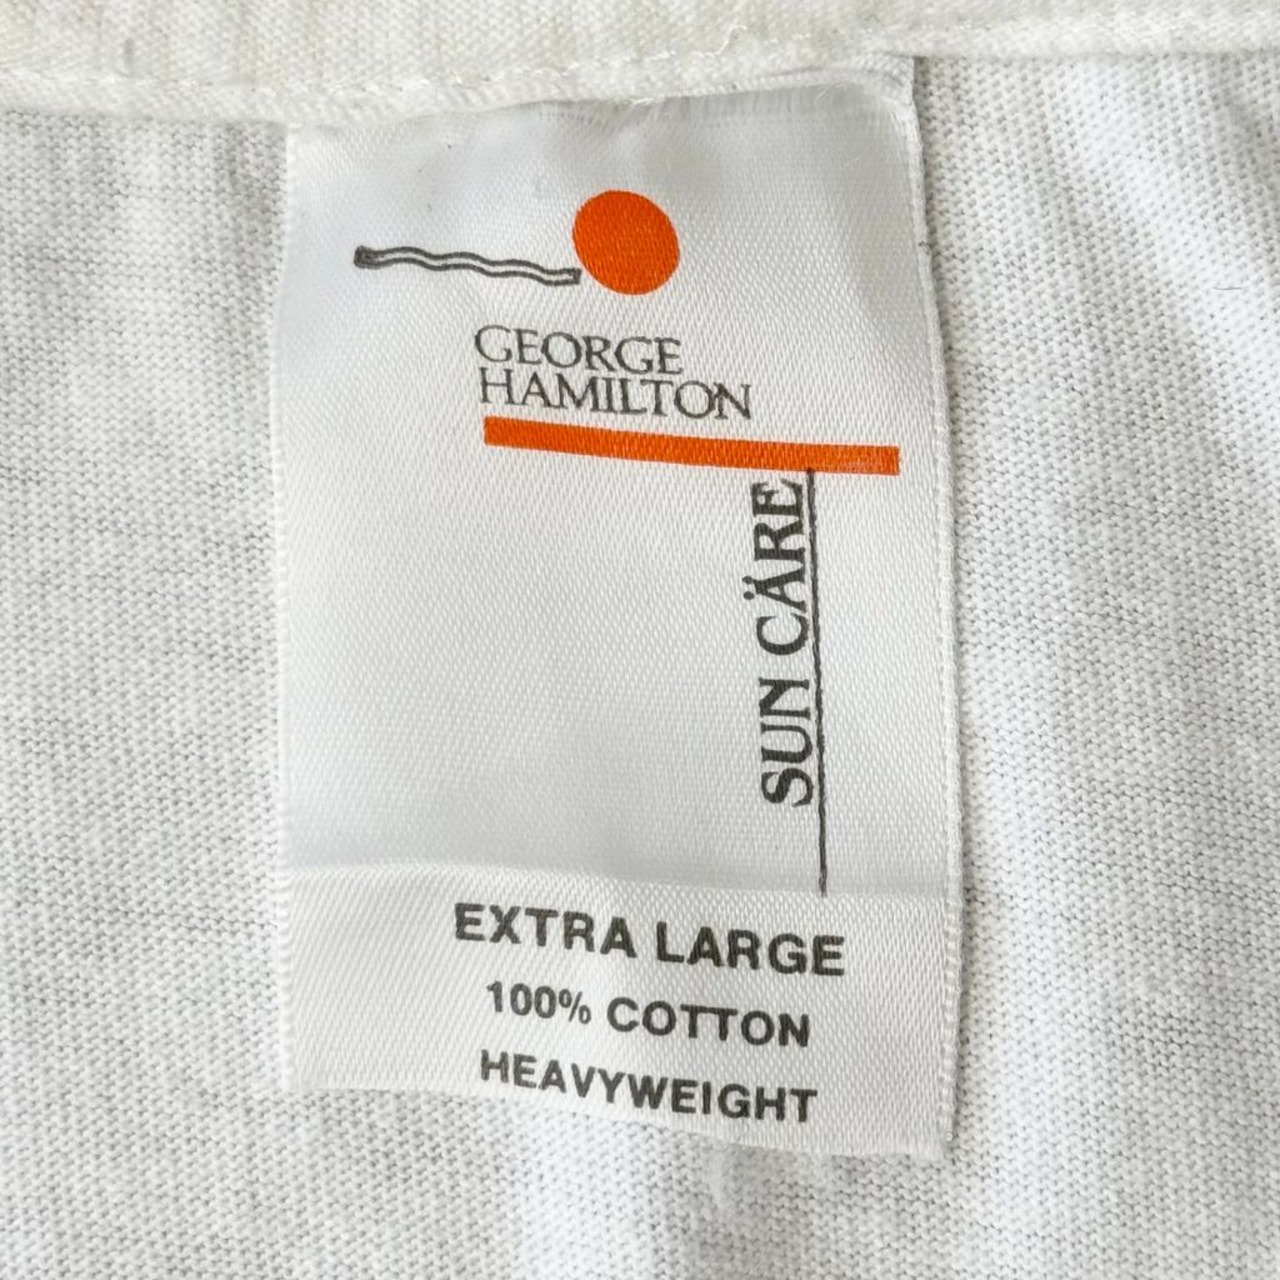 GEORGE
HAMILTON
SUN CÄRE
EXTRA LARGE
100% COTTON
HEAVYWEIGHT